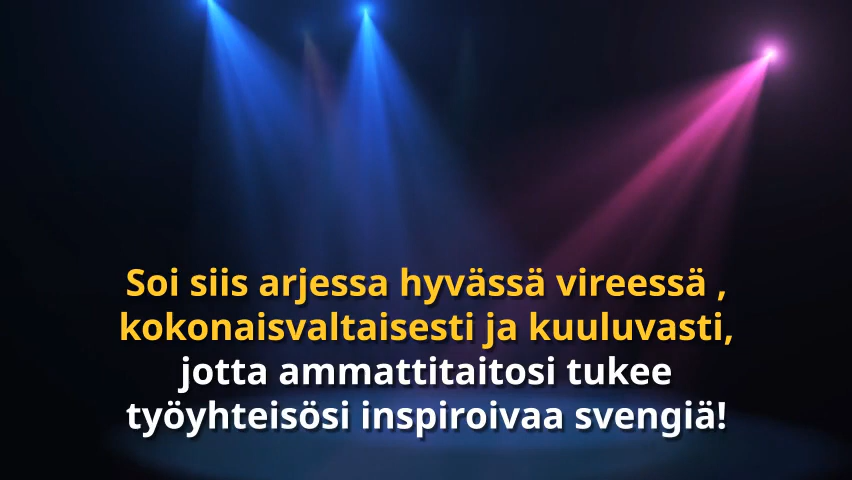 Soi siis arjessa hyvässä vireessä ,
kokonaisvaltaisesti ja kuuluvasti,
jotta ammattitaitosi tukee
työyhteisösi inspiroivaa svengiä!